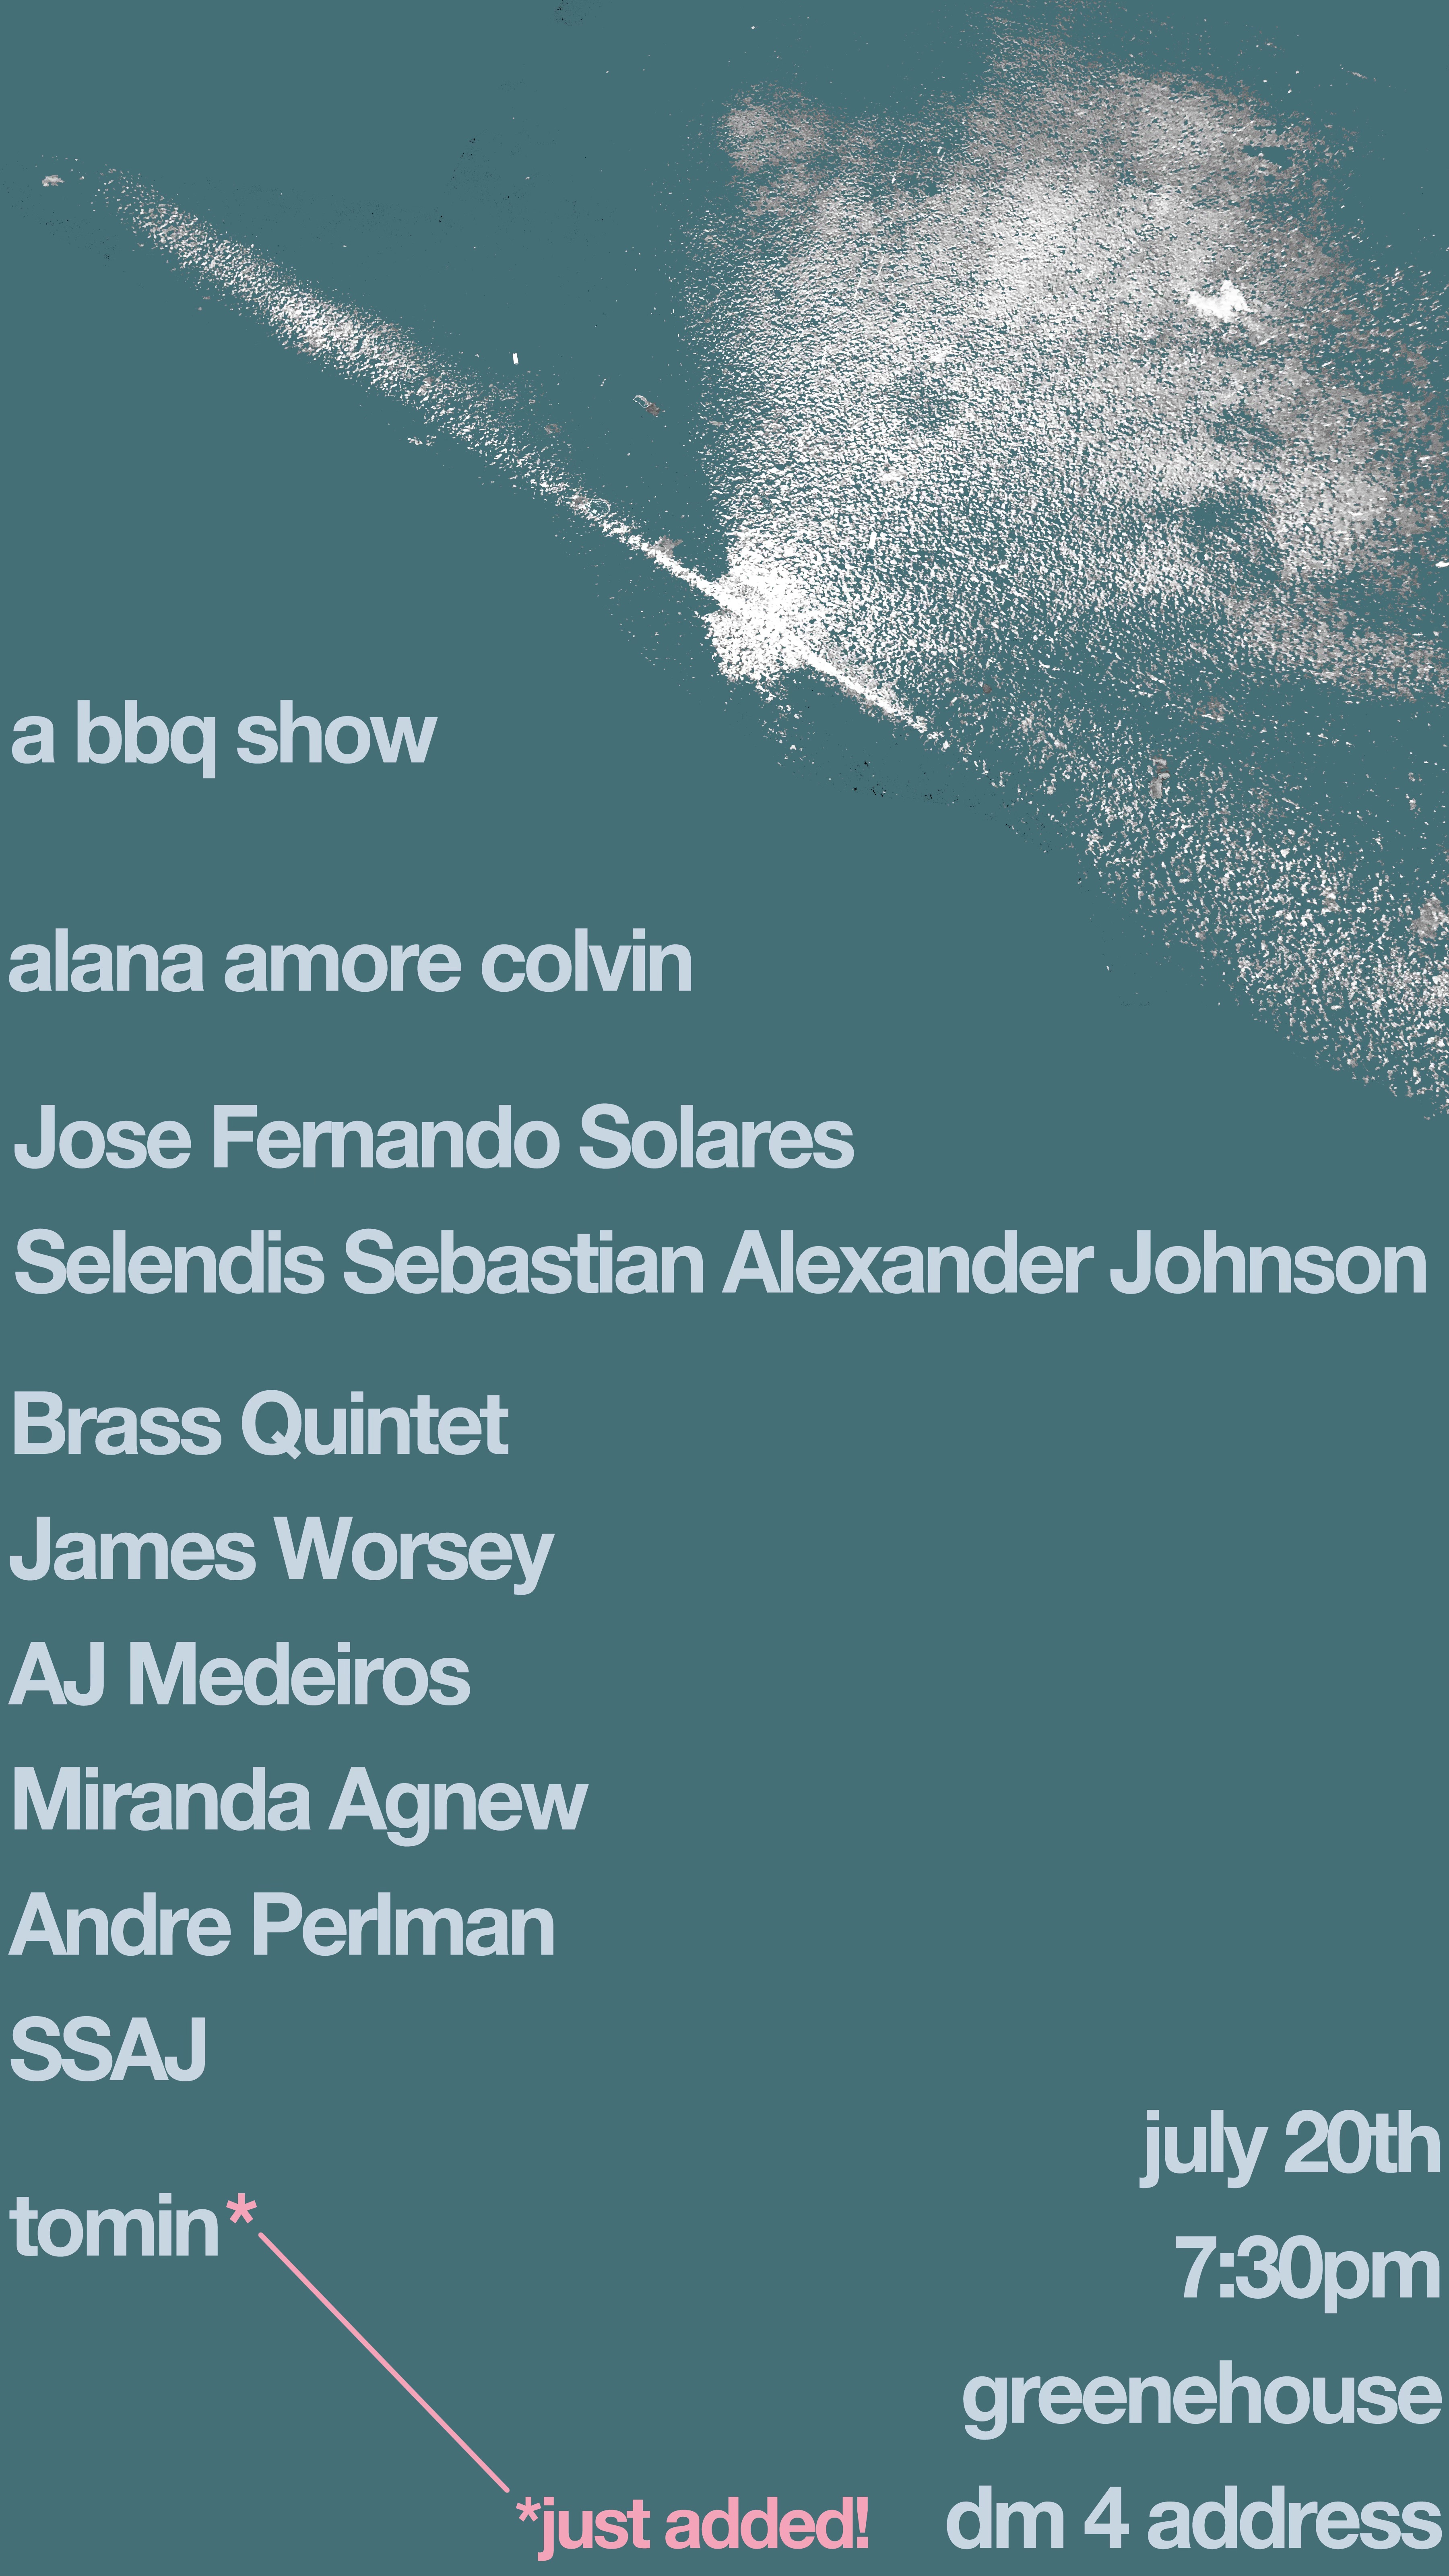 a bbq show
alana amore colvin
Jose Fernando Solares
Selendis Sebastian Alexander Johnson
Brass Quintet
James Worsey
AJ Medeiros
Miranda Agnew
Andre Perlman
SSAJ
tomin*
*just added!
july 20th
7:30pm
greenehouse
dm 4 address